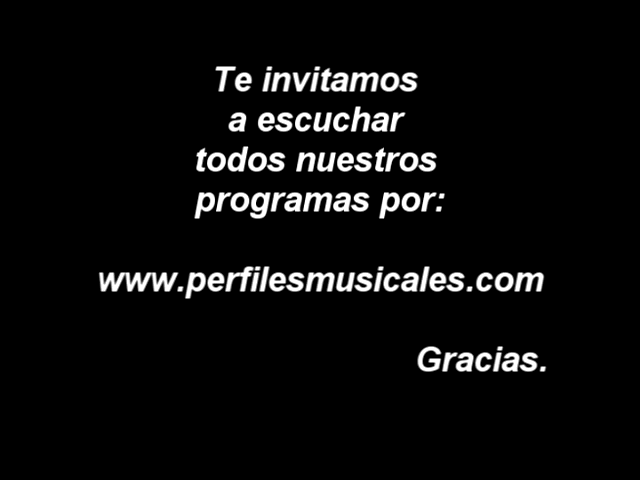 Te invitamos
a escuchar
todos nuestros
programas por:
www.perfilesmusicales.com
Gracias.